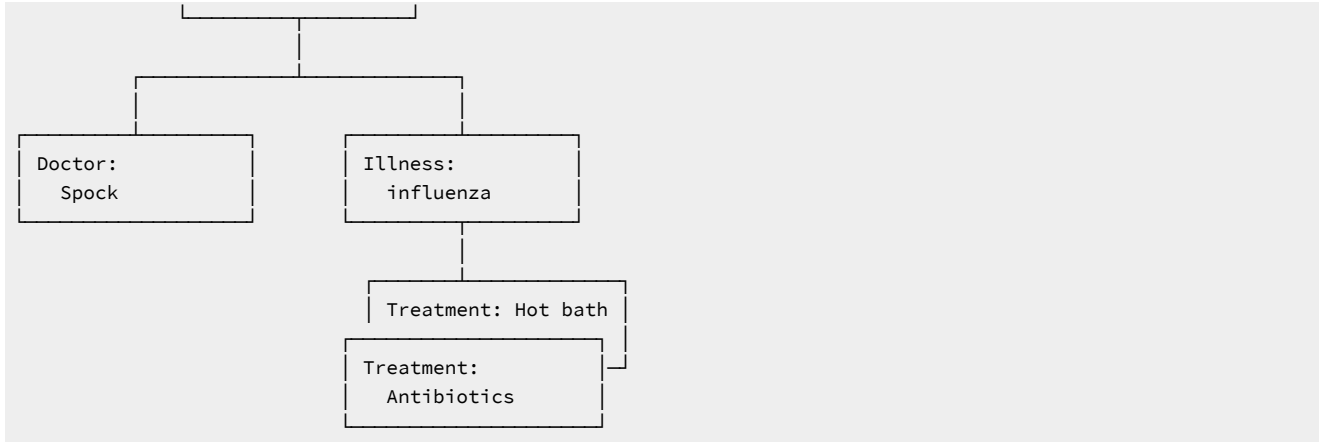 Doctor:
Spock
Illness:
influenza
Treatment: Hot bath
Treatment:
Antibiotics